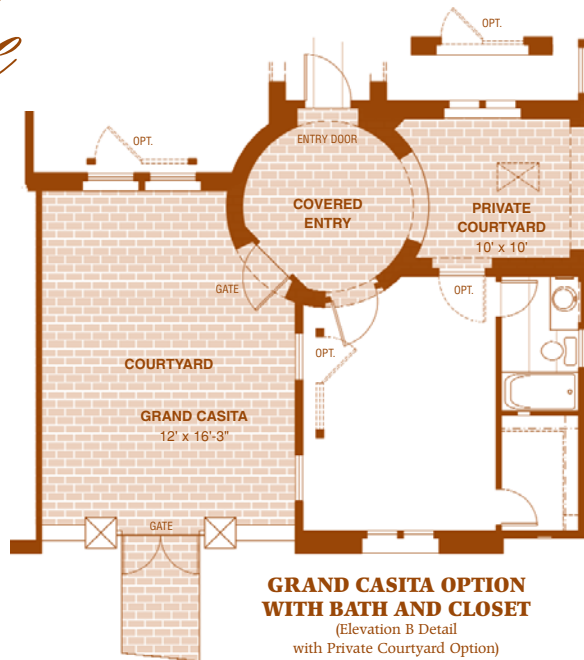 OPT.
OPT.
ENTRY DOOR
COVERED
ENTRY
PRIVATE
COURTYARD
10' x 10'
GATE
OPT.
OPT.
COURTYARD
GRAND CASITA
12' x 16'-3"
GATE
GRAND CASITA OPTION
WITH BATH AND CLOSET
(Elevation B Detail
with Private Courtyard Option)